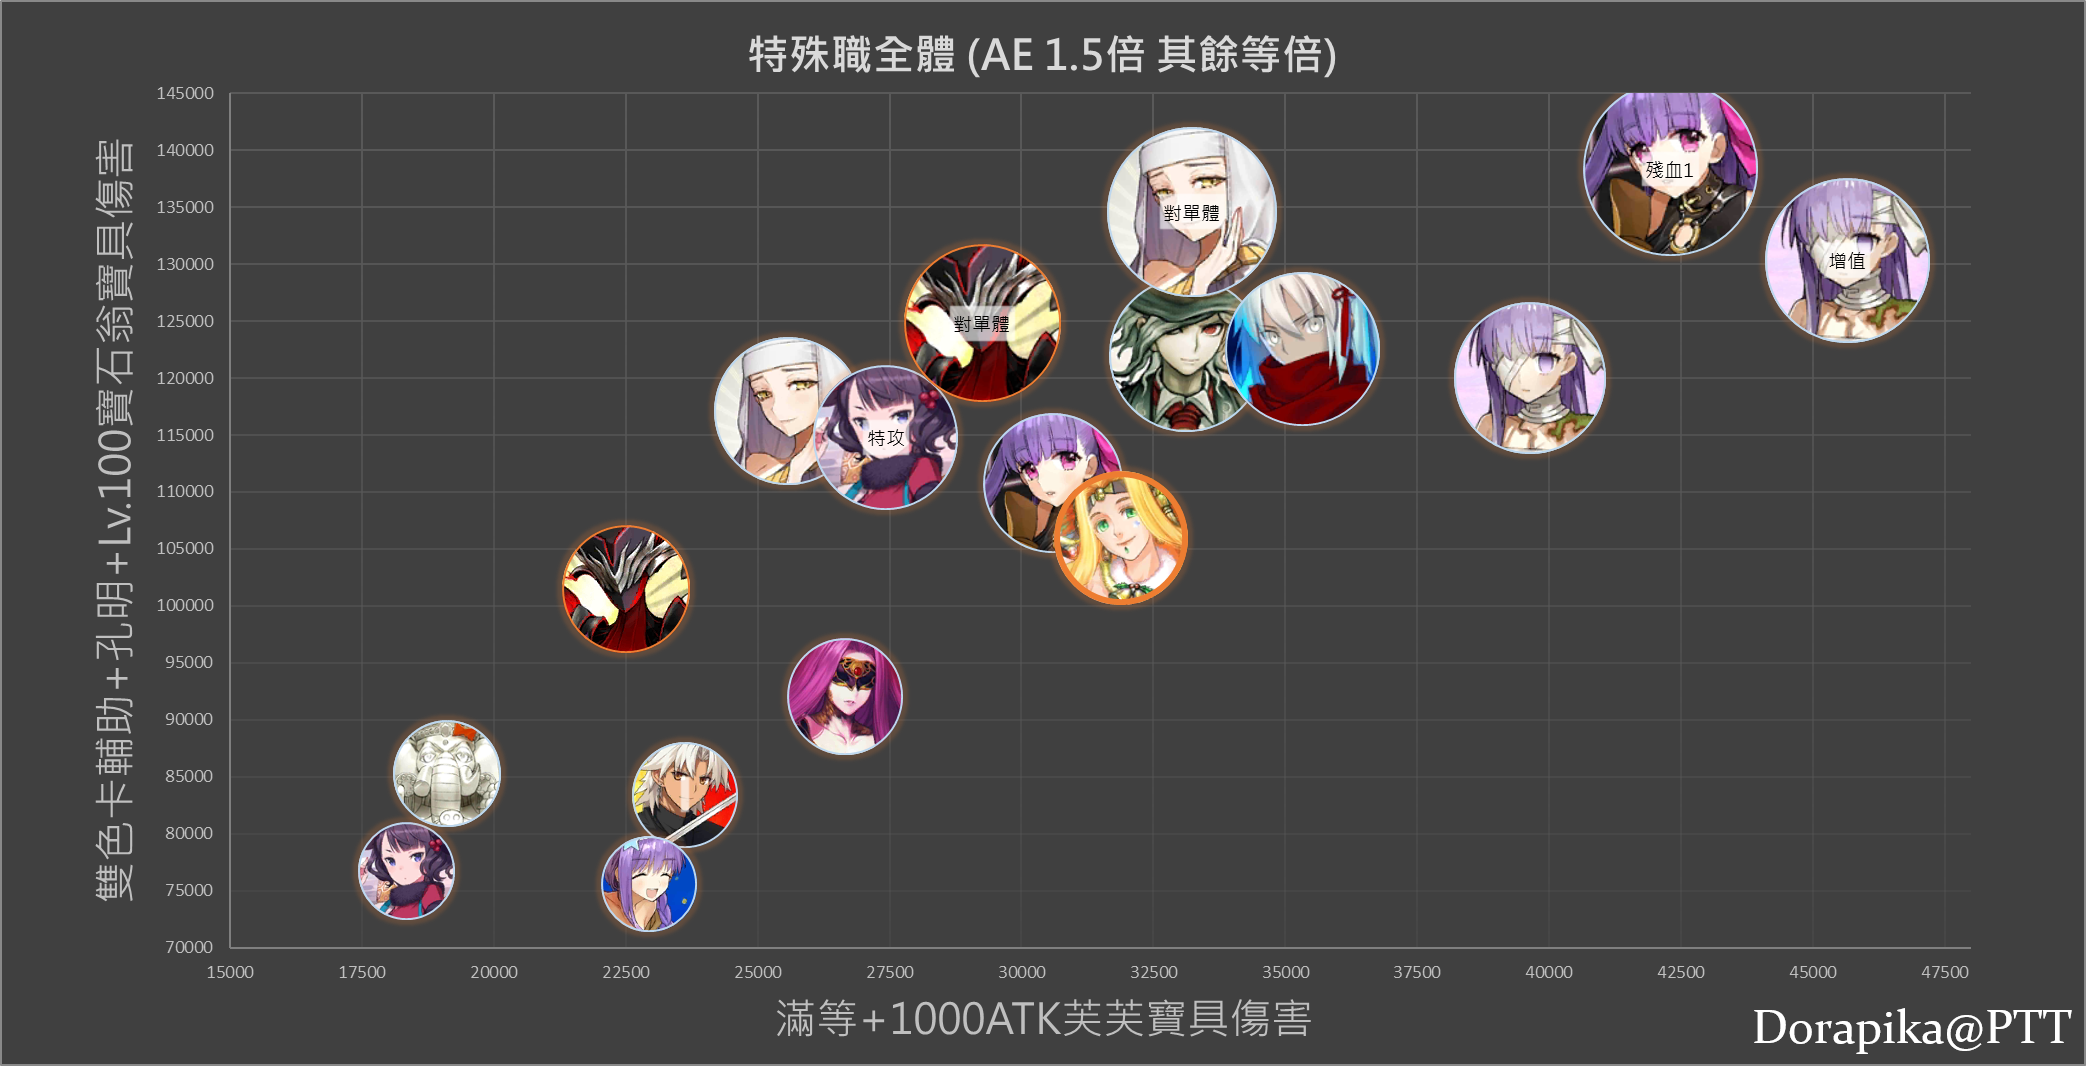 特殊職全體 (AE 1.5倍 其餘等倍)
雙色卡輔助+孔明+Lv.100寶石翁寶具傷害
145000
140000
135000
130000
125000
120000
115000
110000
105000
100000
95000
90000
85000
80000
75000
70000
殘血1
對單體
增值
對單體
特攻
15000 17500 20000 22500 25000 27500 30000 32500 35000 37500 40000 42500 45000 47500
滿等+1000ATK芙芙寶具傷害
Dorapika@PTT